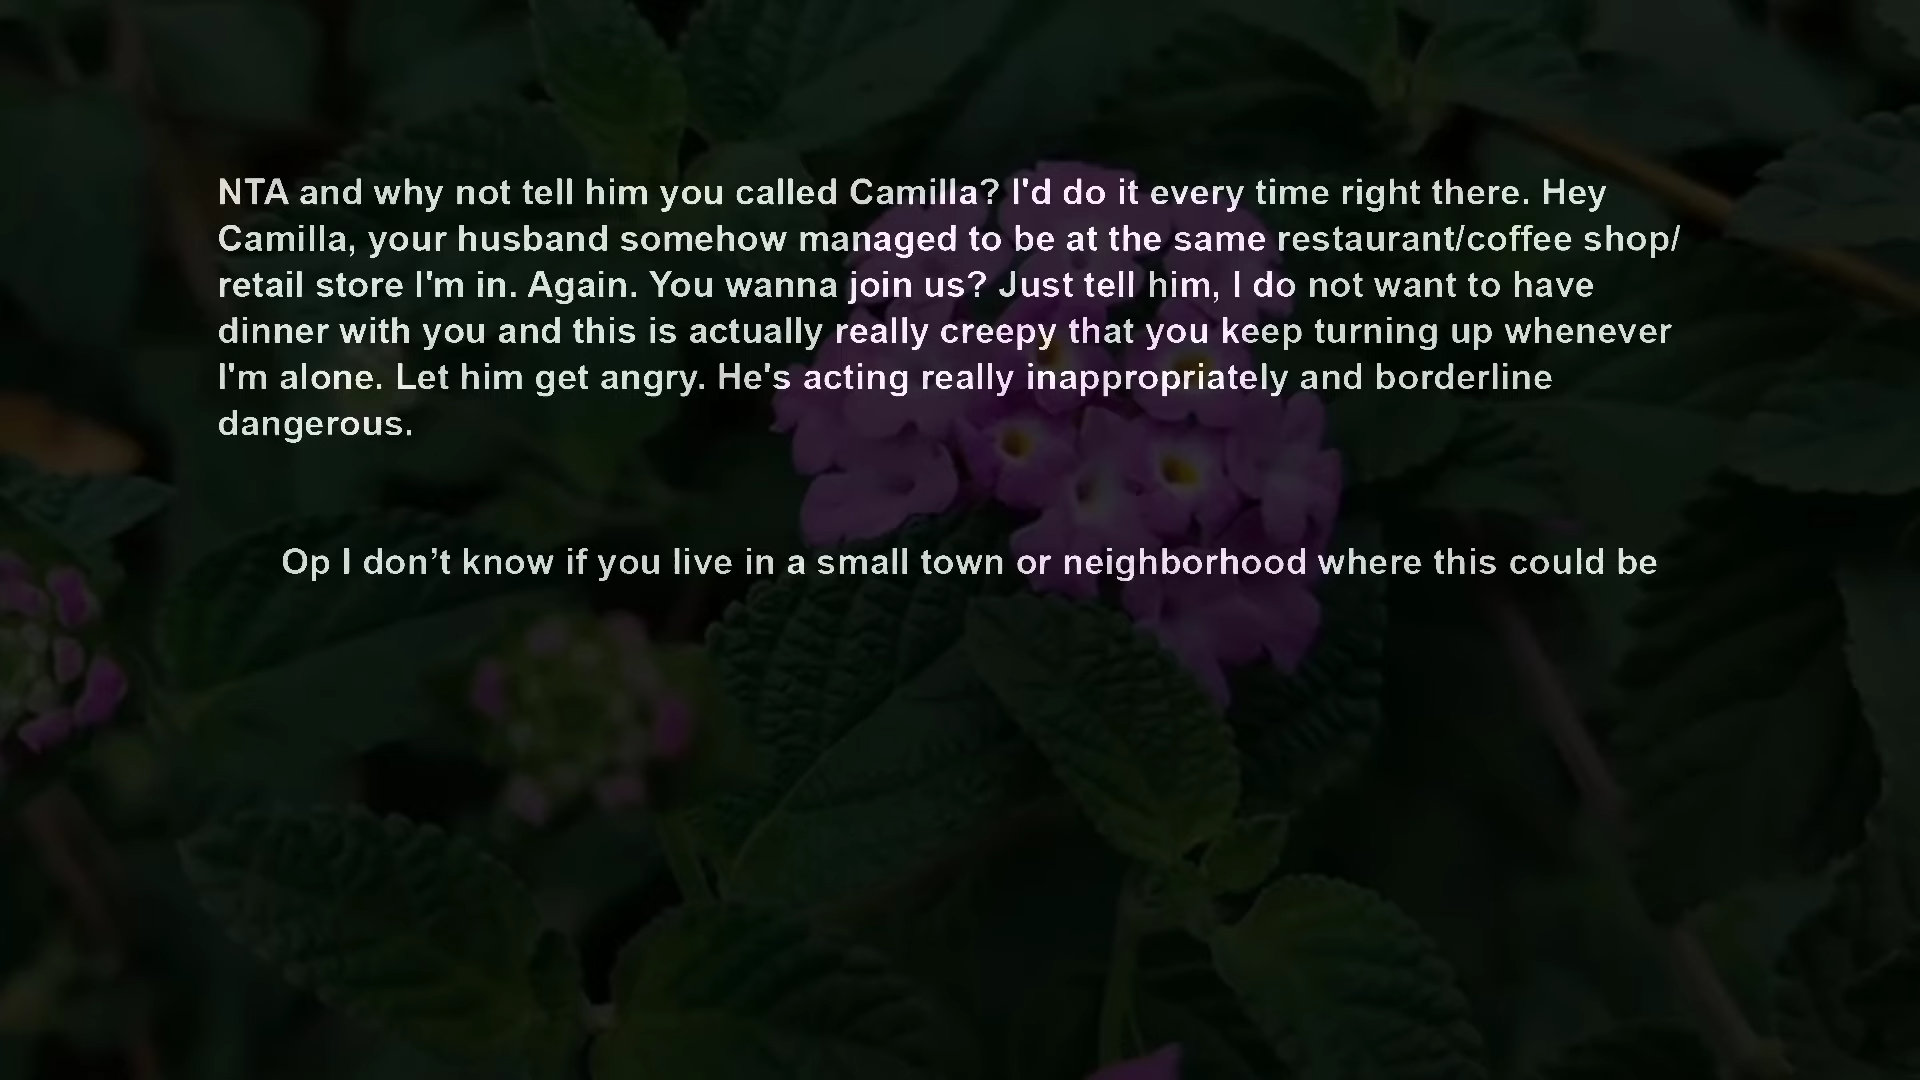 NTA and why not tell him you called Camilla? I'd do it every time right there. Hey
Camilla, your husband somehow managed to be at the same restaurant/coffee shop/
retail store I'm in. Again. You wanna join us? Just tell him, I do not want to have
dinner with you and this is actually really creepy that you keep turning up whenever
I'm alone. Let him get angry. He's acting really inappropriately and borderline
dangerous.
Op I don’t know if you live in a small town or neighborhood where this could be